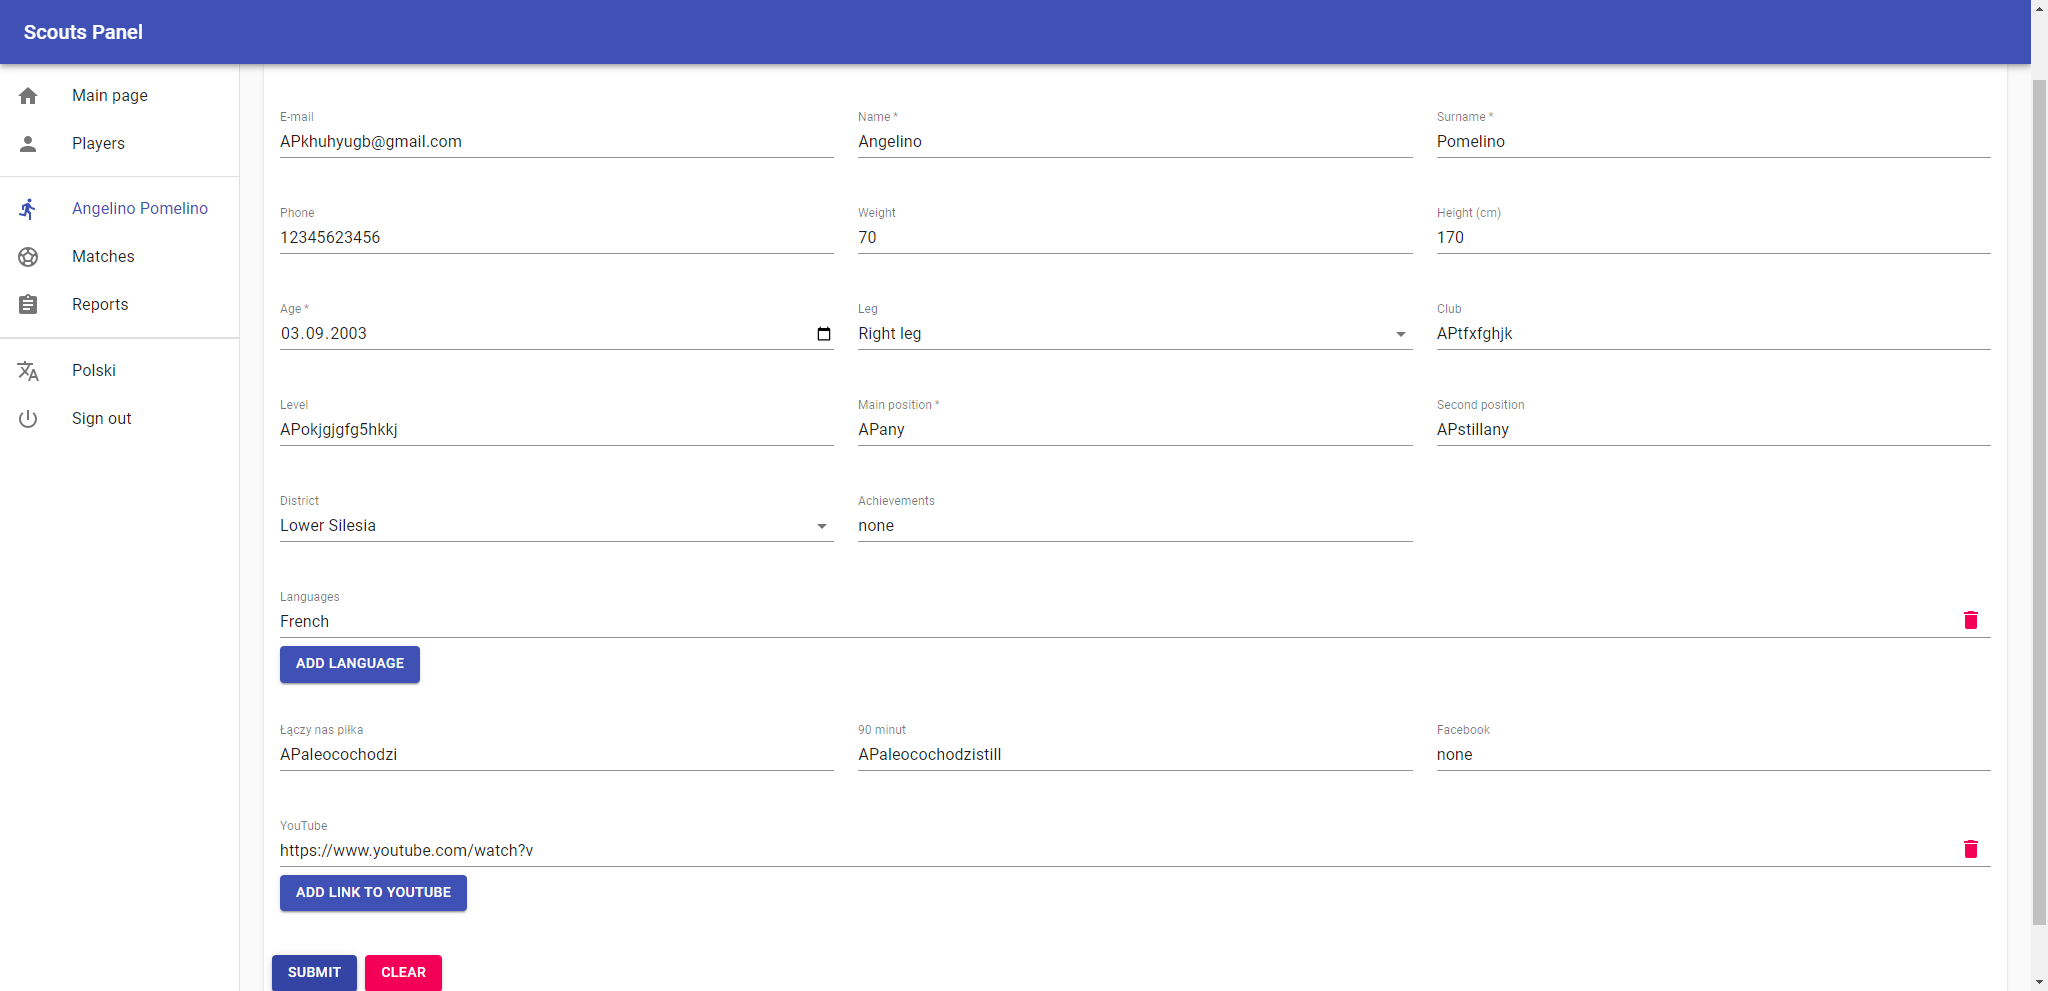 Scouts Panel
Main page
Players
Angelino Pomelino
Matches
Reports
Polski
Sign out
E-mail
APkhuhyugb@gmail.com
Name *
Angelino
Surname *
Pomelino
Phone
12345623456
Weight
70
Height (cm)
170
Age *
03.09.2003
Leg
Right leg
Club
APtfxfghjk
Level
APokjgjgfg5hkkj
Main position *
APany
Second position
APstillany
District
Lower Silesia
Achievements
none
Languages
French
ADD LANGUAGE
Łączy nas piłka
APaleocochodzi
90 minut
APaleocochodzistill
Facebook
none
YouTube
https://www.youtube.com/watch?v
ADD LINK TO YOUTUBE
SUBMIT
CLEAR